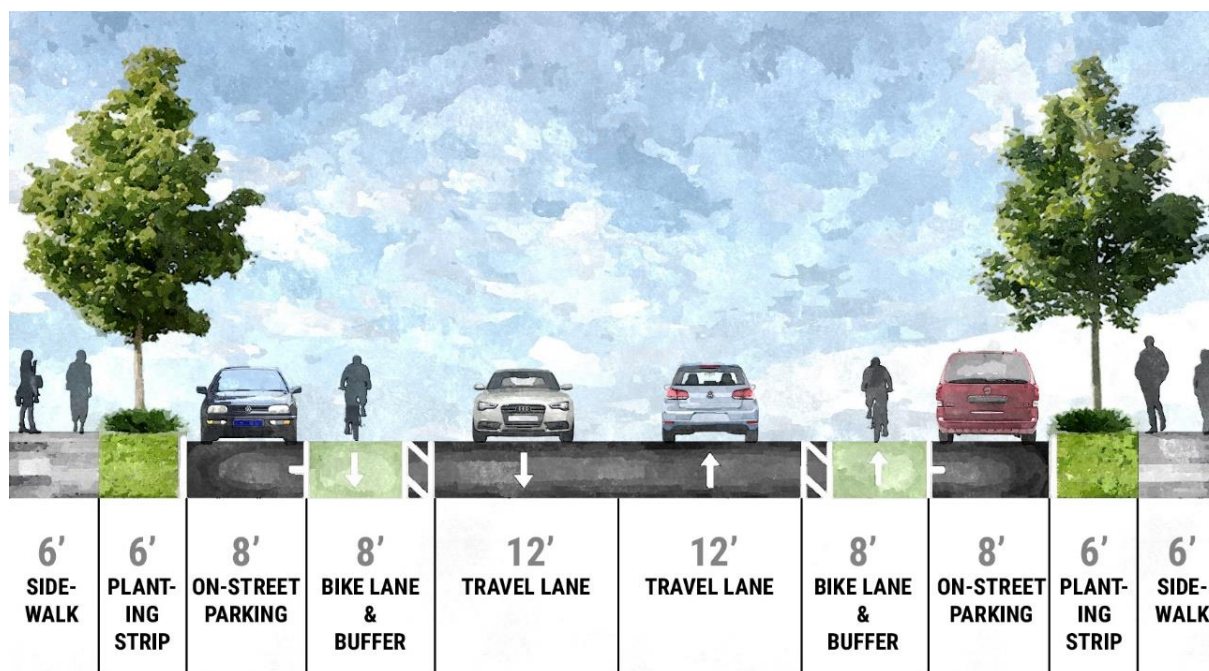 6’
SIDE-
WALK
6’
PLANT-
ING
STRIP
8’
ON-STREET
PARKING
8’
BIKE LANE
&
BUFFER
12’
TRAVEL LANE
12’
TRAVEL LANE
8’
BIKE LANE
&
BUFFER
8’
ON-STREET
PARKING
6’
PLANT-
ING
STRIP
6’
SIDE-
WALK